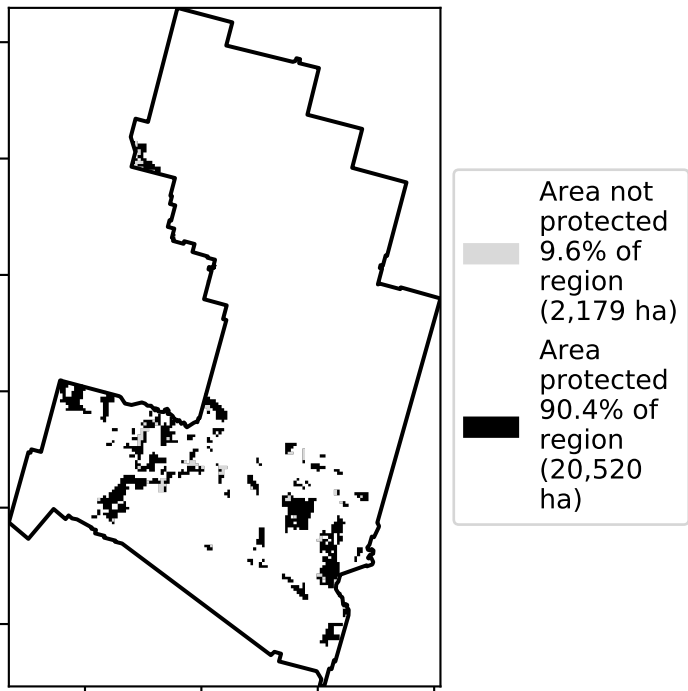 Area not
protected
9.6% of
region
(2,179 ha)
Area
protected
90.4% of
region
(20,520
ha)